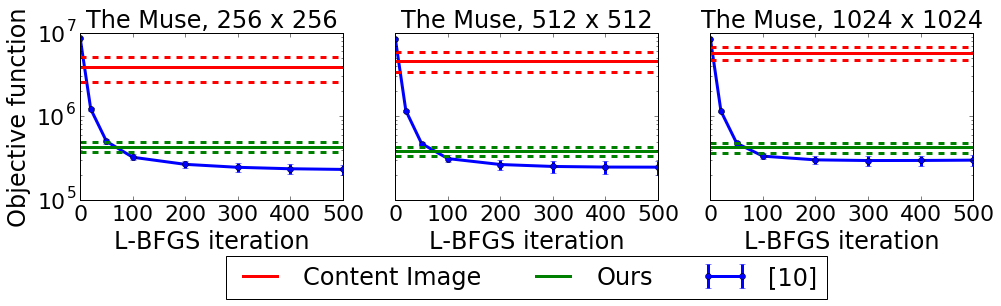 The Muse, 256 x 256
The Muse, 512 x 512
The Muse, 1024 x 1024
Objective function
10^7
10^6
10^5
0 100 200 300 400 500
0 100 200 300 400 500
0 100 200 300 400 500
L-BFGS iteration
L-BFGS iteration
L-BFGS iteration
Content Image
Ours
[10]